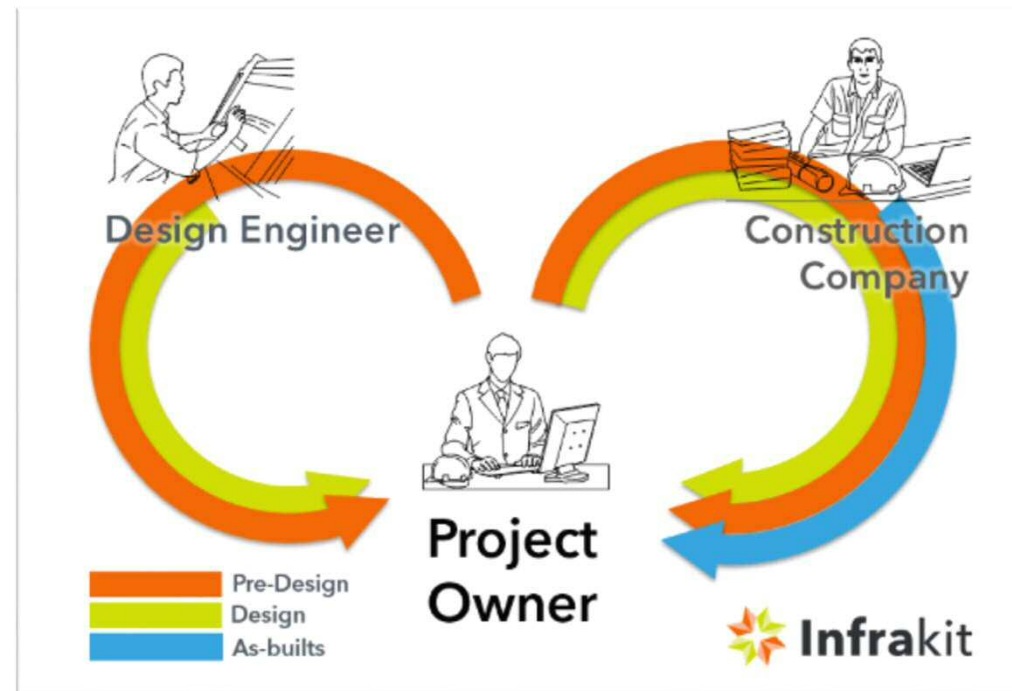 Design Engineer
Construction
Company
Project
Owner
Pre-Design
Design
As-builts
Infrakit